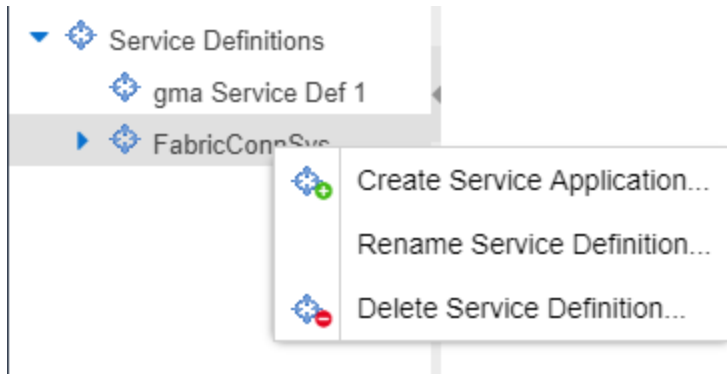 Service Definitions
gma Service Def 1
FabricConnSys
Create Service Application...
Rename Service Definition...
Delete Service Definition...